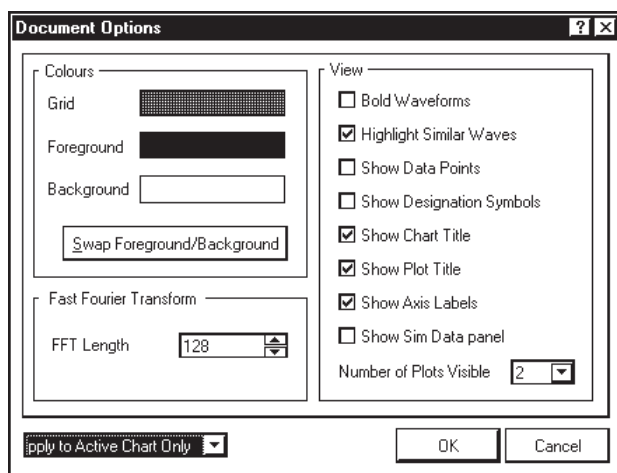 Document Options
Colours
Grid
Foreground
Background
Swap Foreground/Background
Fast Fourier Transform
FFT Length
128
View
Bold Waveforms
Highlight Similar Waves
Show Data Points
Show Designation Symbols
Show Chart Title
Show Plot Title
Show Axis Labels
Show Sim Data panel
Number of Plots Visible 2
pply to Active Chart Only
OK
Cancel